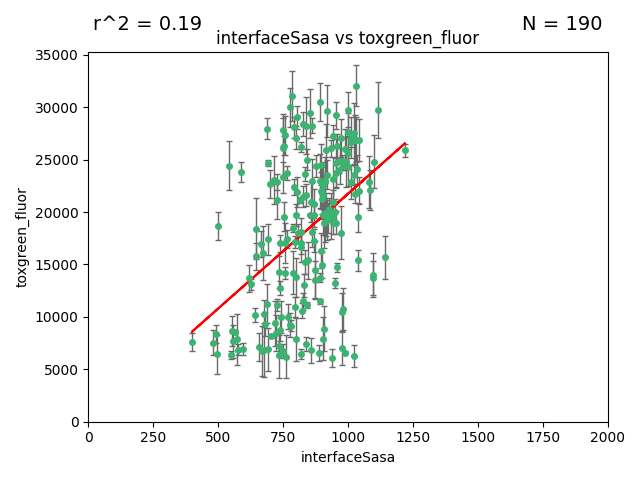 r^2 = 0.19
N = 190
interfaceSasa vs toxgreen_fluor
35000
30000
25000
20000
15000
10000
5000
0
toxgreen_fluor
0 250 500 750 1000 1250 1500 1750 2000
interfaceSasa